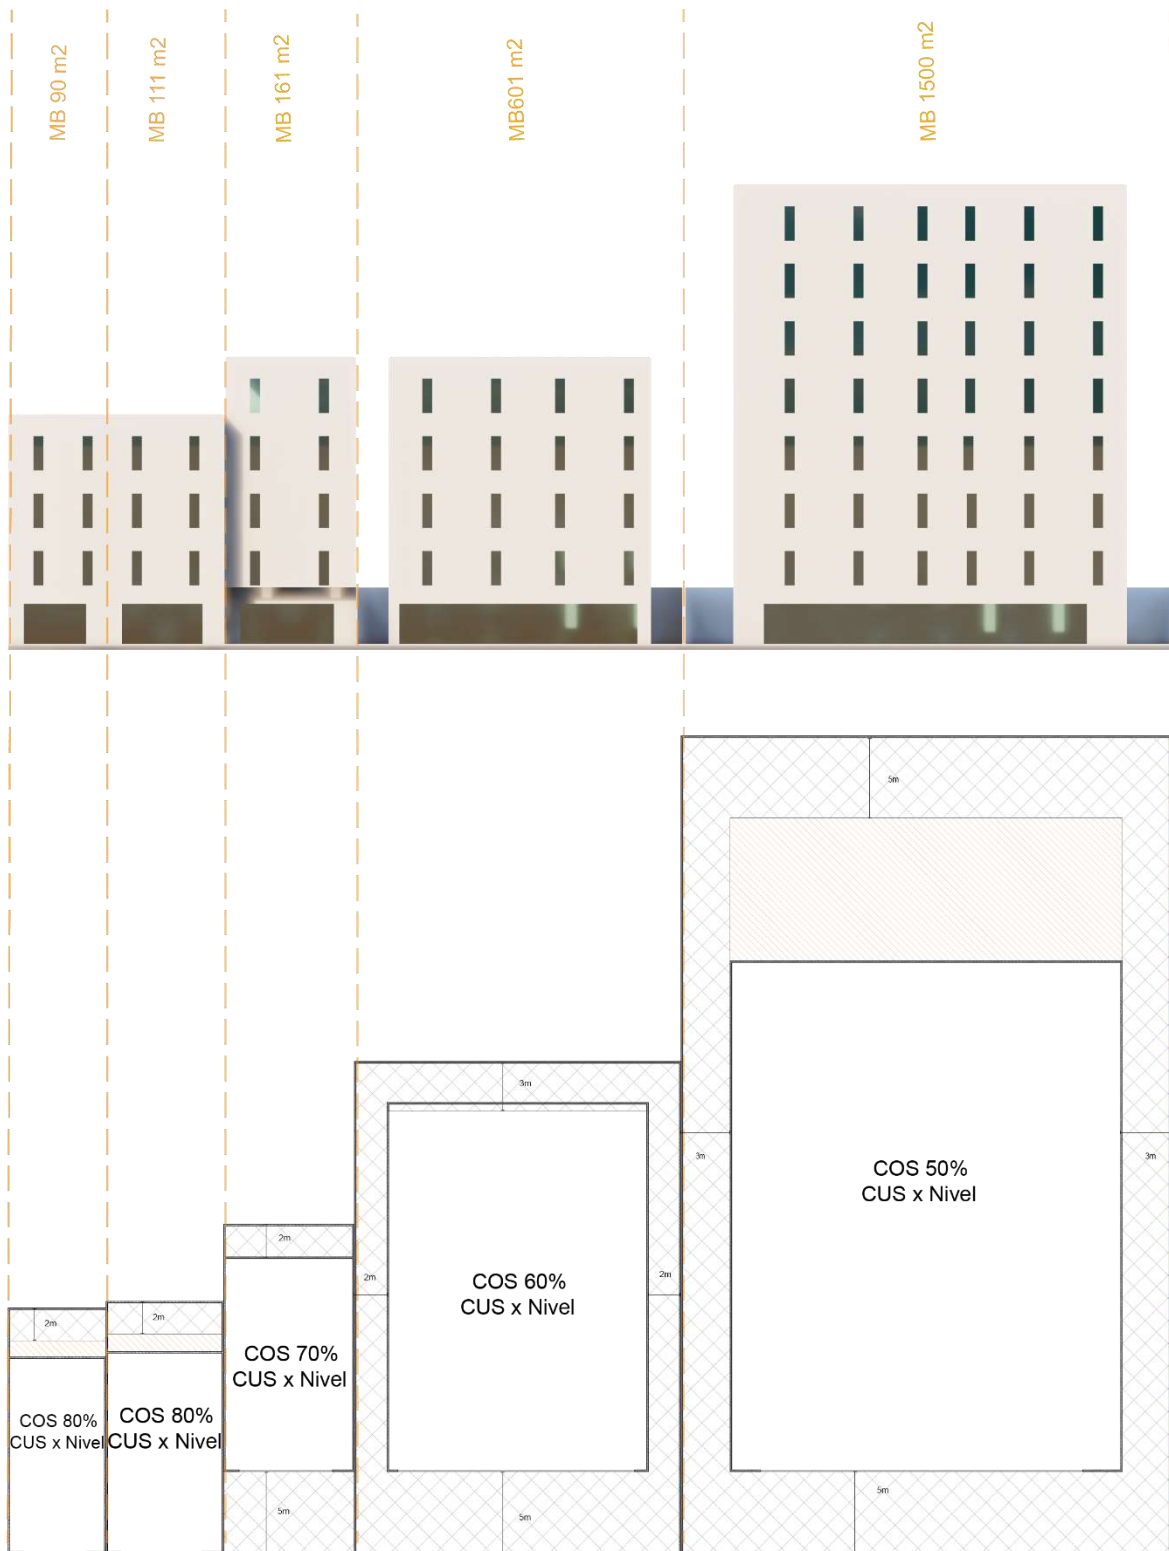 MB 90 m2
MB 111 m2
MB 161 m2
MB601 m2
MB 1500 m2
5m
3m
3m
3m
COS 50%
CUS x Nivel
2m
2m
COS 60%
CUS x Nivel
2m
COS 70%
CUS x Nivel
2m
2m
COS 80%
CUS x Nivel
COS 80%
CUS x Nivel
5m
5m
5m